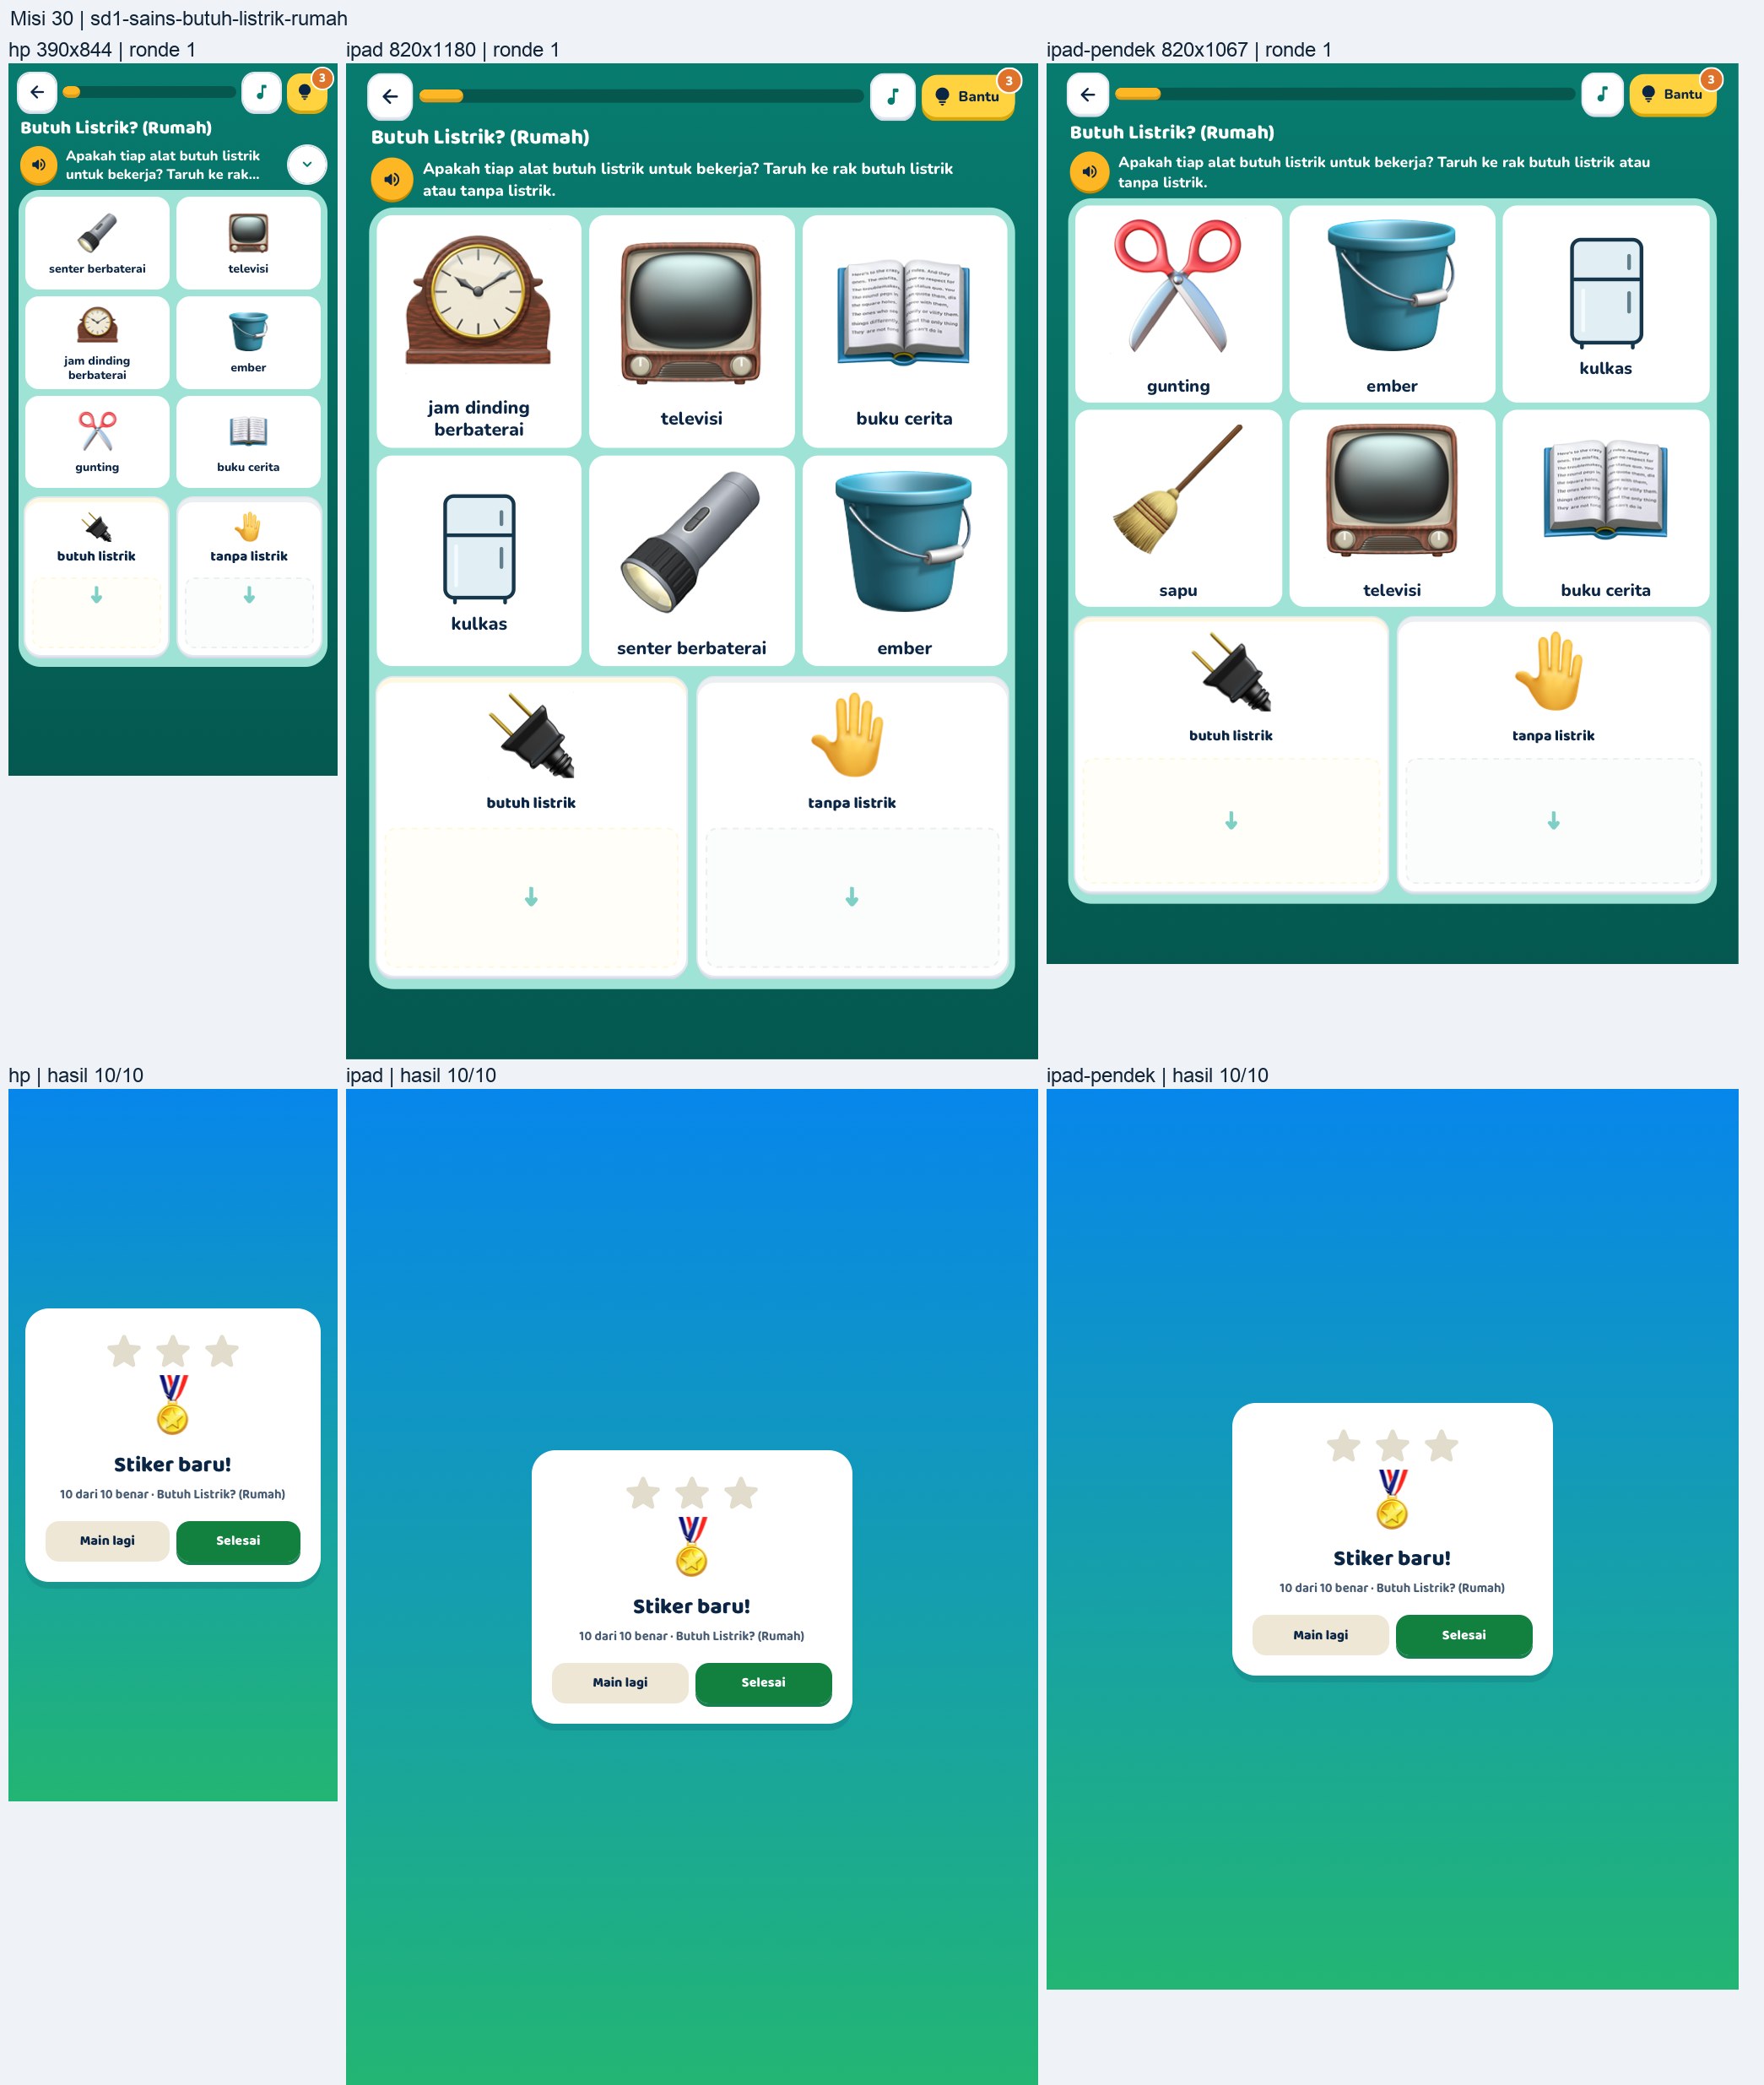 Misi 30 | sd1-sains-butuh-listrik-rumah
hp 390x844 | ronde 1
3
Butuh Listrik? (Rumah)
Apakah tiap alat butuh listrik
untuk bekerja? Taruh ke rak...
senter berbaterai
televisi
jam dinding
berbaterai
ember
gunting
buku cerita
butuh listrik
tanpa listrik
ipad 820x1180 | ronde 1
Bantu
3
Butuh Listrik? (Rumah)
Apakah tiap alat butuh listrik untuk bekerja? Taruh ke rak butuh listrik
atau tanpa listrik.
jam dinding
berbaterai
televisi
buku cerita
kulkas
senter berbaterai
ember
butuh listrik
tanpa listrik
ipad-pendek 820x1067 | ronde 1
Bantu
3
Butuh Listrik? (Rumah)
Apakah tiap alat butuh listrik untuk bekerja? Taruh ke rak butuh listrik atau
tanpa listrik.
gunting
ember
kulkas
sapu
televisi
buku cerita
butuh listrik
tanpa listrik
hp | hasil 10/10
Stiker baru!
10 dari 10 benar · Butuh Listrik? (Rumah)
Main lagi
Selesai
ipad | hasil 10/10
Stiker baru!
10 dari 10 benar · Butuh Listrik? (Rumah)
Main lagi
Selesai
ipad-pendek | hasil 10/10
Stiker baru!
10 dari 10 benar · Butuh Listrik? (Rumah)
Main lagi
Selesai